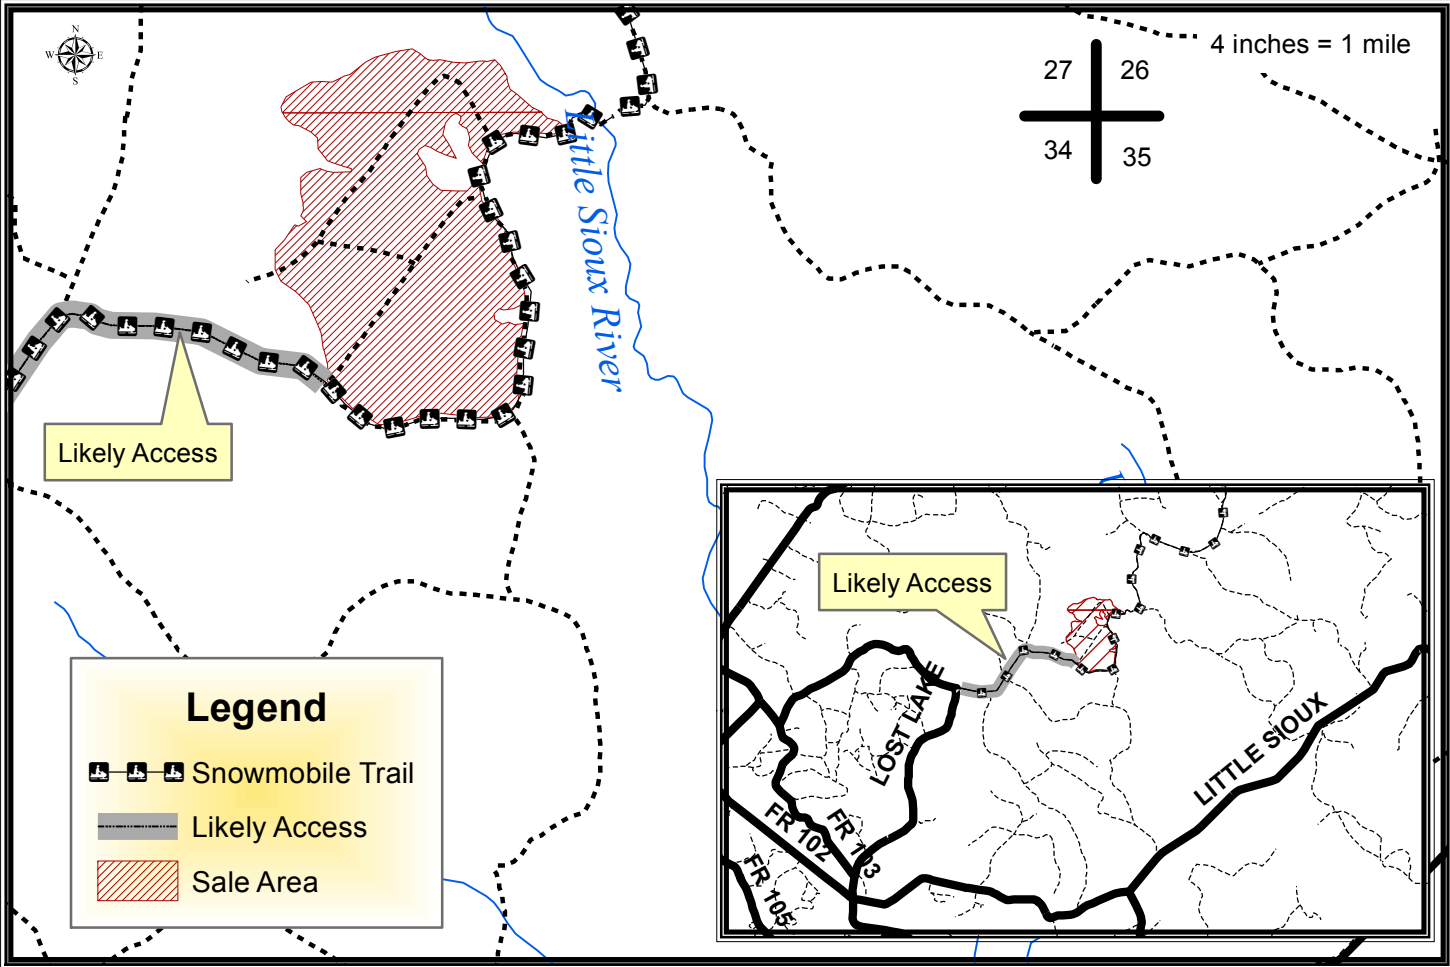 N
W E
S
4 inches = 1 mile
27 26
34 35
Little Sioux River
Likely Access
Legend
Snowmobile Trail
Likely Access
Sale Area
Likely Access
LOST LAKE
LITTLE SIOUX
FR 102
FR 103
FR 105